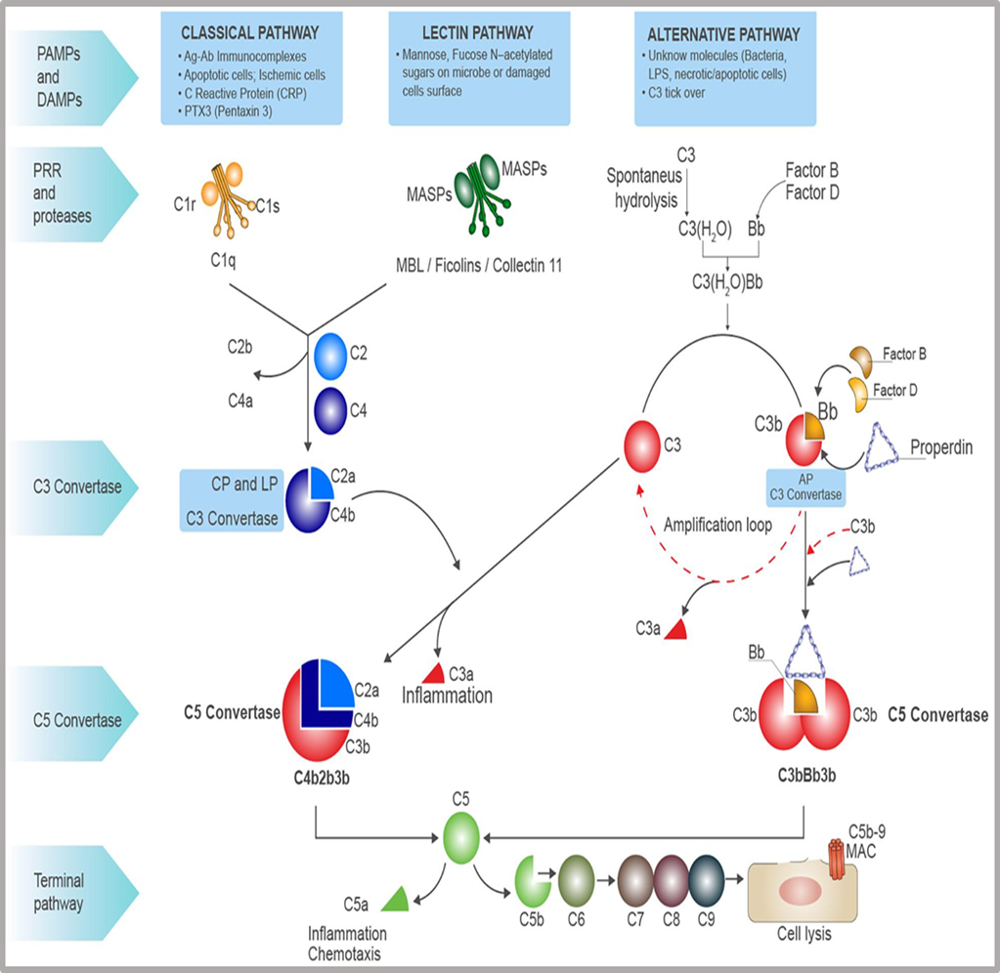 PAMPs
and
DAMPs
CLASSICAL PATHWAY
• Ag-Ab Immunocomplexes
• Apoptotic cells; Ischemic cells
• C Reactive Protein (CRP)
• PTX3 (Pentaxin 3)
LECTIN PATHWAY
• Mannose, Fucose N–acetylated
sugars on microbe or damaged
cells surface
ALTERNATIVE PATHWAY
• Unknow molecules (Bacteria,
LPS, necrotic/apoptotic cells)
• C3 tick over
PRR
and
proteases
C1r
C1s
C1q
MASPs
MASPs
MBL / Ficolins / Collectin 11
C3
Spontaneus
hydrolysis
Factor B
Factor D
C3(H₂O)
Bb
C3(H₂O)Bb
C2b
C4a
C2
C4
C3
C3b
Bb
Factor B
Factor D
Properdin
C3 Convertase
CP and LP
C3 Convertase
C2a
C4b
AP
C3 Convertase
Amplification loop
C3b
C3a
C3a
Inflammation
C5 Convertase
C5 Convertase
C2a
C4b
C3b
C4b2b3b
Bb
C3b
C3b
C5 Convertase
C3bBb3b
Terminal
pathway
C5
C5a
Inflammation
Chemotaxis
C5b
C6
C7
C8
C9
C5b-9
MAC
Cell lysis